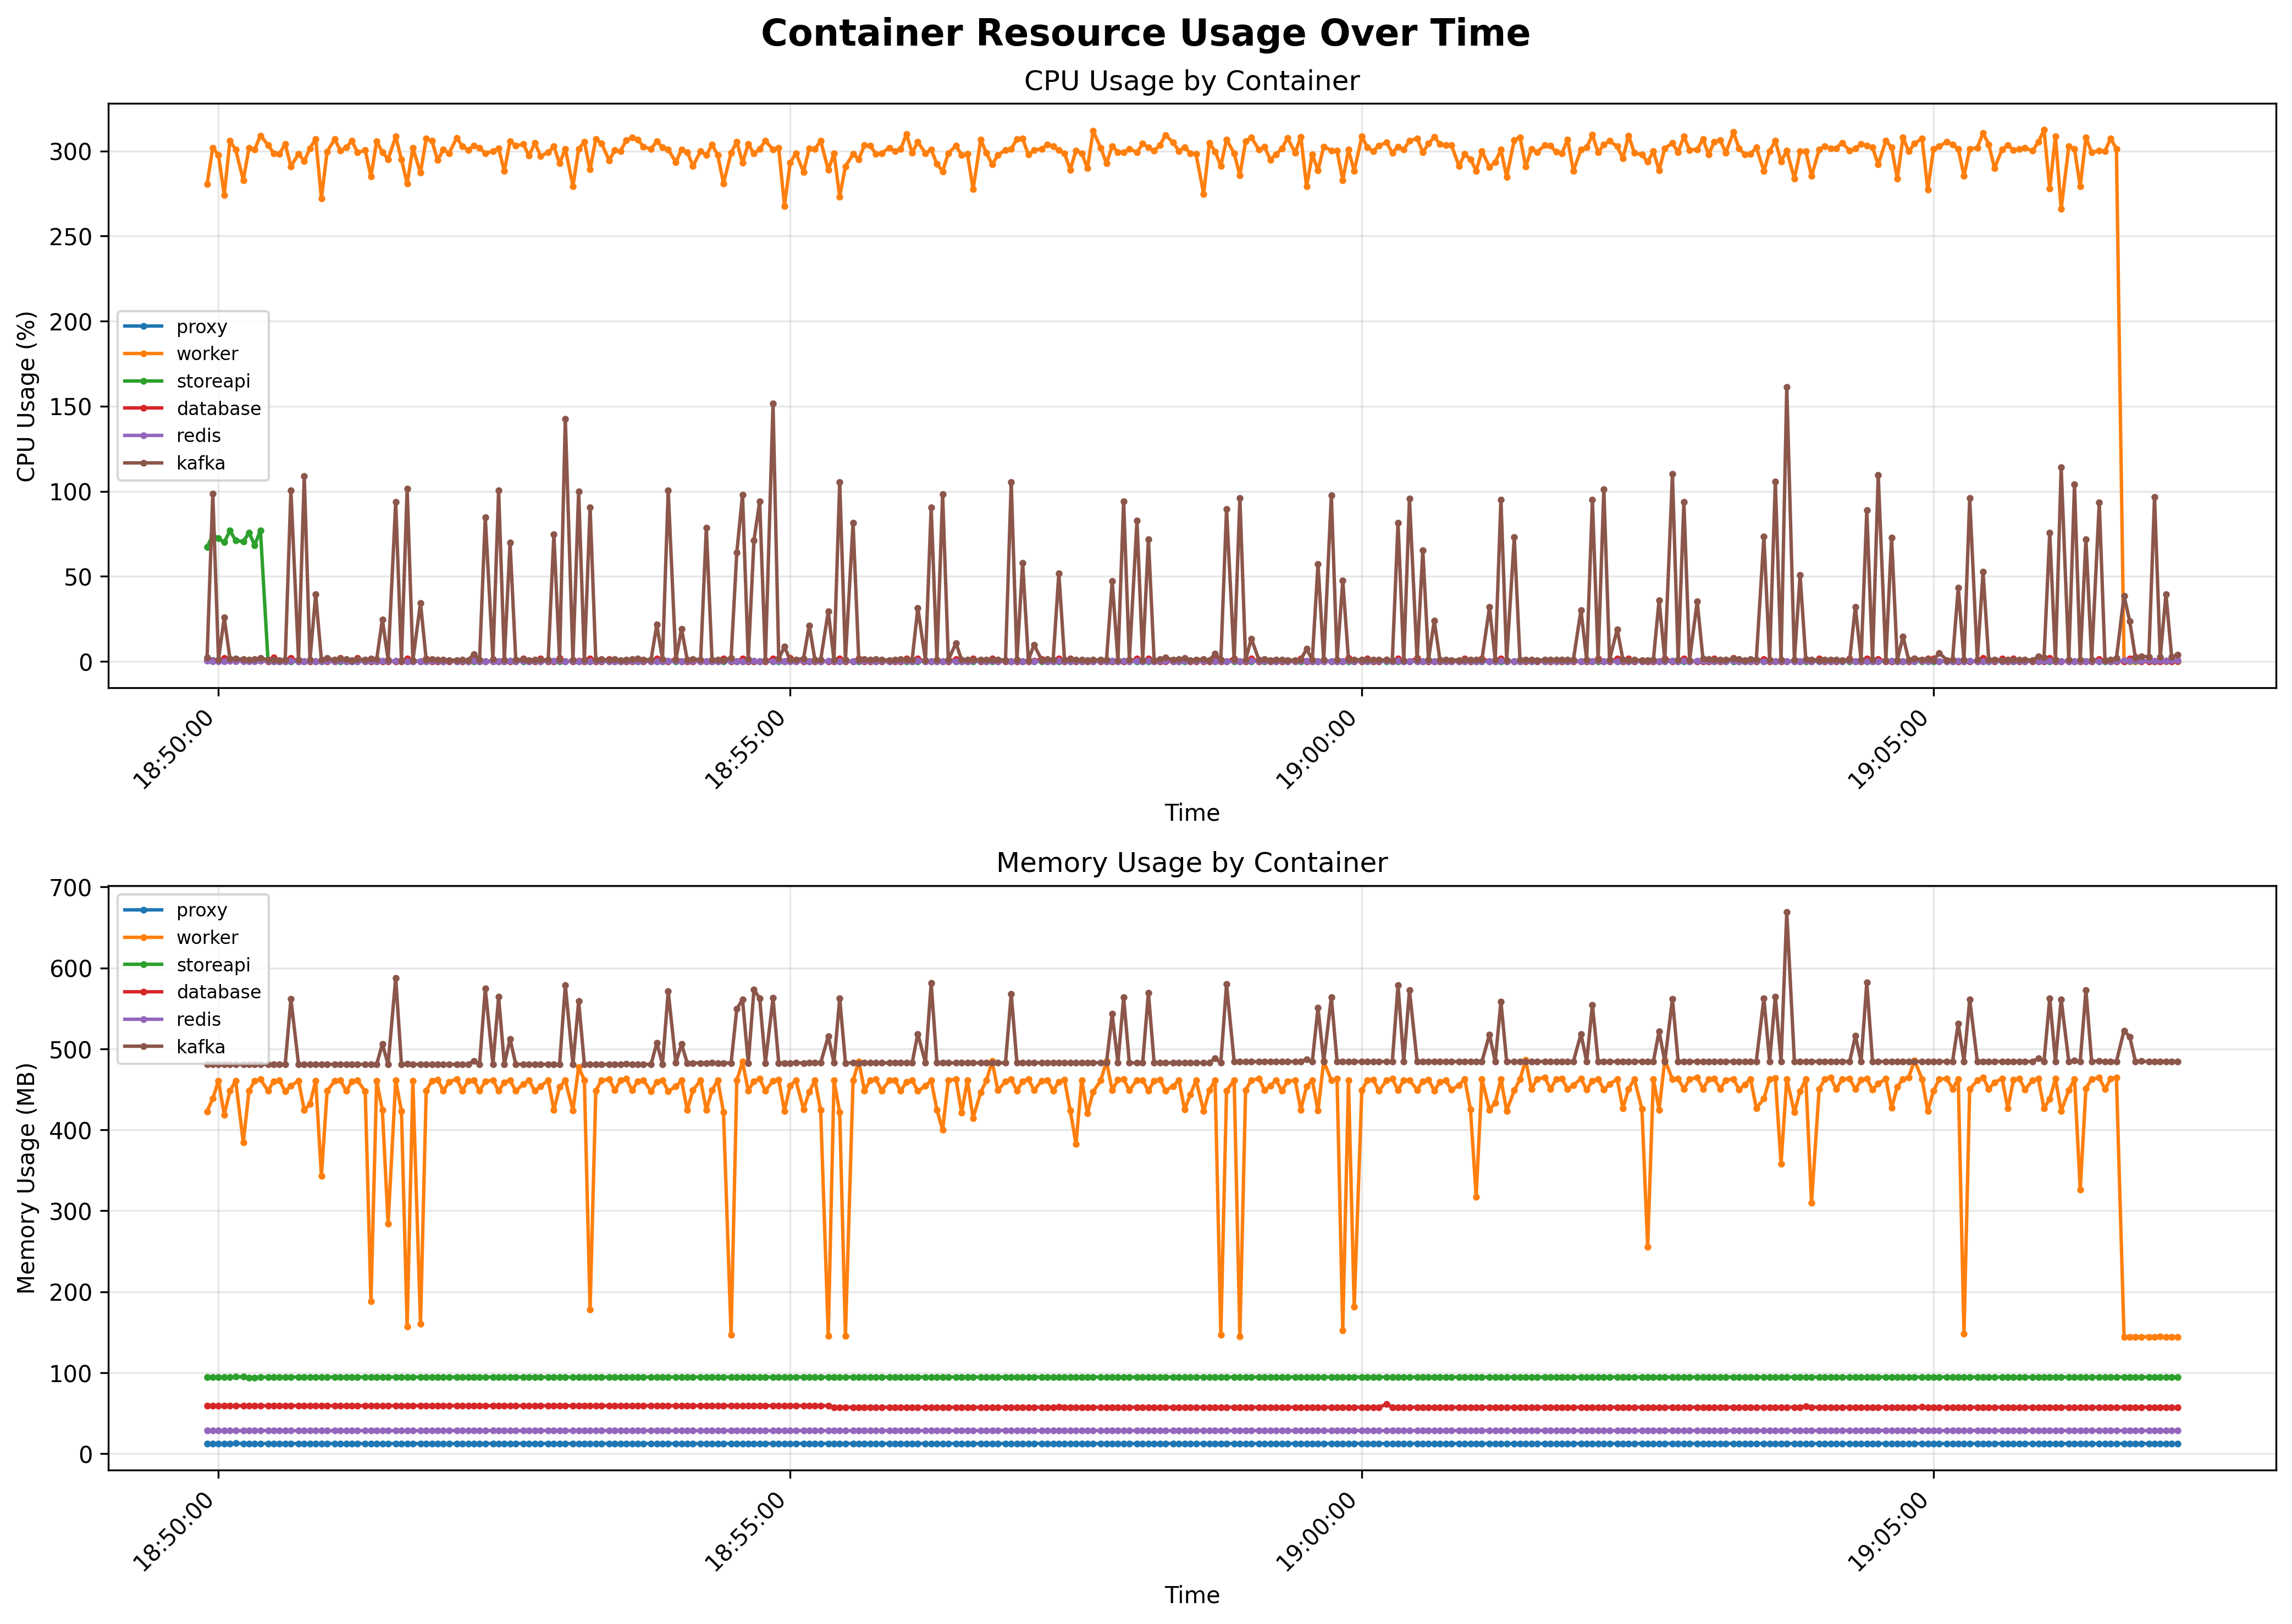 Container Resource Usage Over Time
CPU Usage by Container
CPU Usage (%)
300
250
200
150
100
50
0
proxy
worker
storeapi
database
redis
kafka
18:50:00
18:55:00
19:00:00
19:05:00
Time
Memory Usage by Container
Memory Usage (MB)
700
600
500
400
300
200
100
0
proxy
worker
storeapi
database
redis
kafka
18:50:00
18:55:00
19:00:00
19:05:00
Time